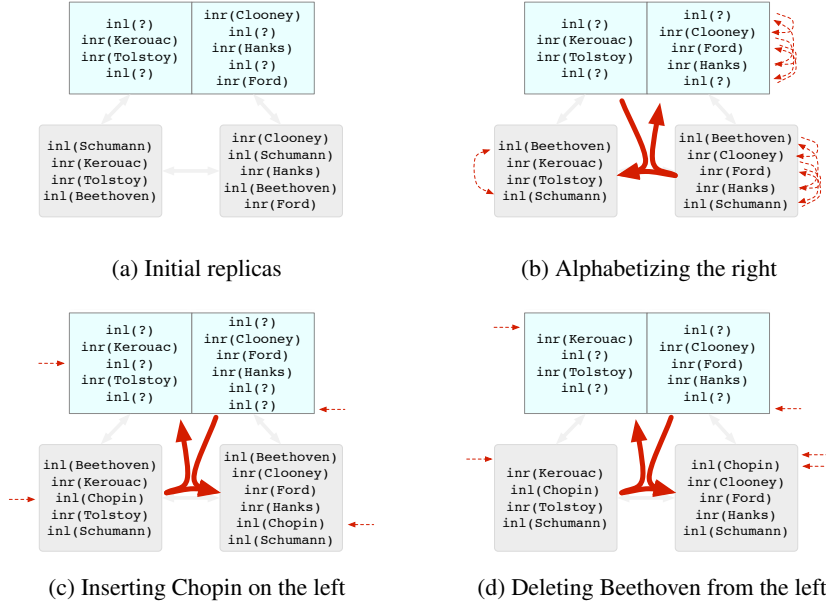 inl(?)
inr(Kerouac)
inr(Tolstoy)
inl(?)
inr(Clooney)
inl(?)
inr(Hanks)
inl(?)
inr(Ford)
inl(Schumann)
inr(Kerouac)
inr(Tolstoy)
inl(Beethoven)
inr(Clooney)
inl(Schumann)
inr(Hanks)
inl(Beethoven)
inr(Ford)
(a) Initial replicas
inl(?)
inr(Kerouac)
inr(Tolstoy)
inl(?)
inl(?)
inr(Clooney)
inr(Ford)
inr(Hanks)
inl(?)
inl(Beethoven)
inr(Kerouac)
inr(Tolstoy)
inl(Schumann)
inl(Beethoven)
inr(Clooney)
inr(Ford)
inr(Hanks)
inl(Schumann)
(b) Alphabetizing the right
inl(?)
inr(Kerouac)
inl(?)
inr(Tolstoy)
inl(?)
inl(?)
inr(Clooney)
inr(Ford)
inr(Hanks)
inl(?)
inl(?)
inl(Beethoven)
inr(Kerouac)
inl(Chopin)
inr(Tolstoy)
inl(Schumann)
inl(Beethoven)
inr(Clooney)
inr(Ford)
inr(Hanks)
inl(Chopin)
inl(Schumann)
(c) Inserting Chopin on the left
inr(Kerouac)
inl(?)
inr(Tolstoy)
inl(?)
inl(?)
inr(Clooney)
inr(Ford)
inr(Hanks)
inl(?)
inr(Kerouac)
inl(Chopin)
inr(Tolstoy)
inl(Schumann)
inl(Chopin)
inr(Clooney)
inr(Ford)
inr(Hanks)
inl(Schumann)
(d) Deleting Beethoven from the left